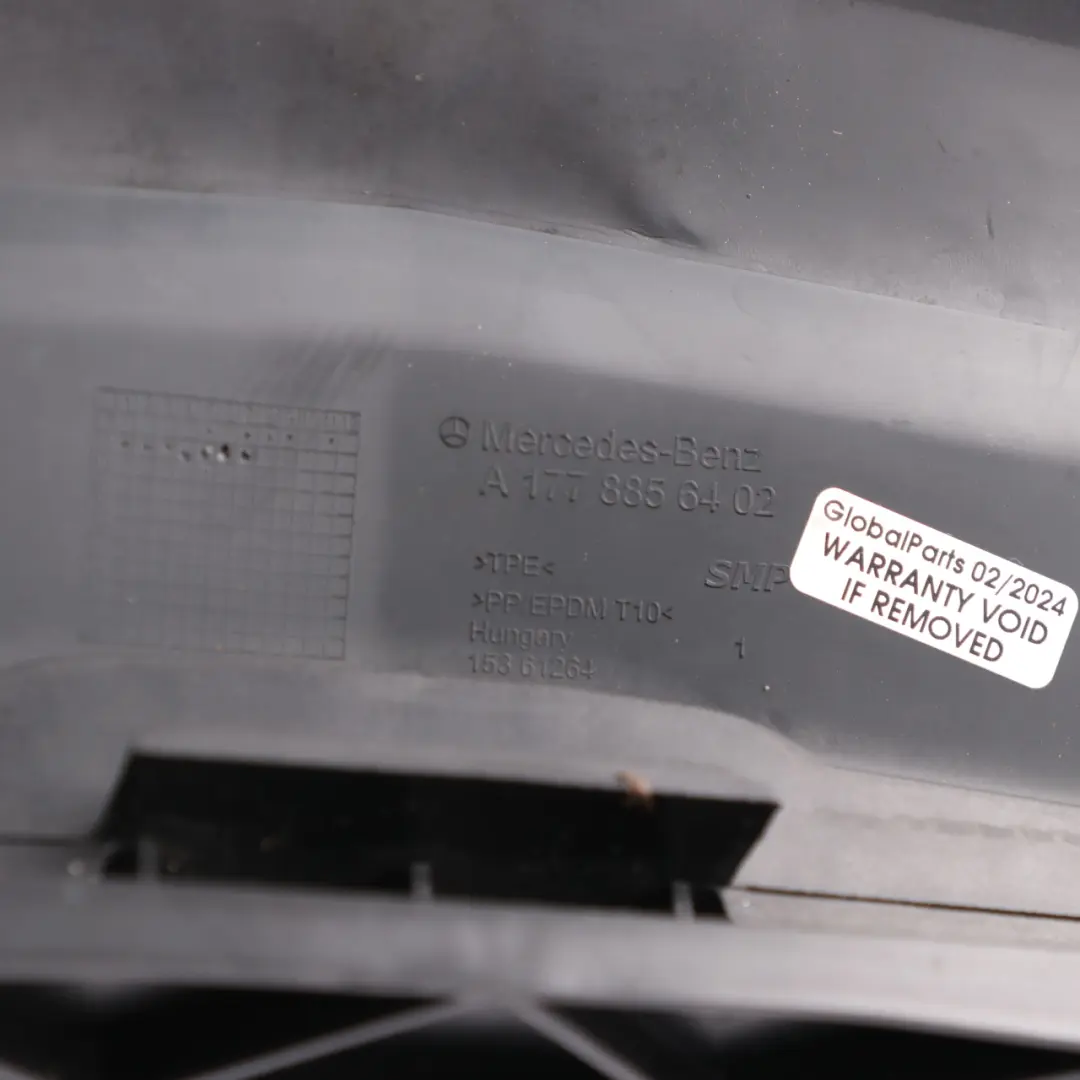 Mercedes-Benz
A 177 885 64 02
>TPE<
SMP
>PP EPDM T10<
Hungary
1
153 61264
GlobalParts 02/2024
WARRANTY VOID
IF REMOVED